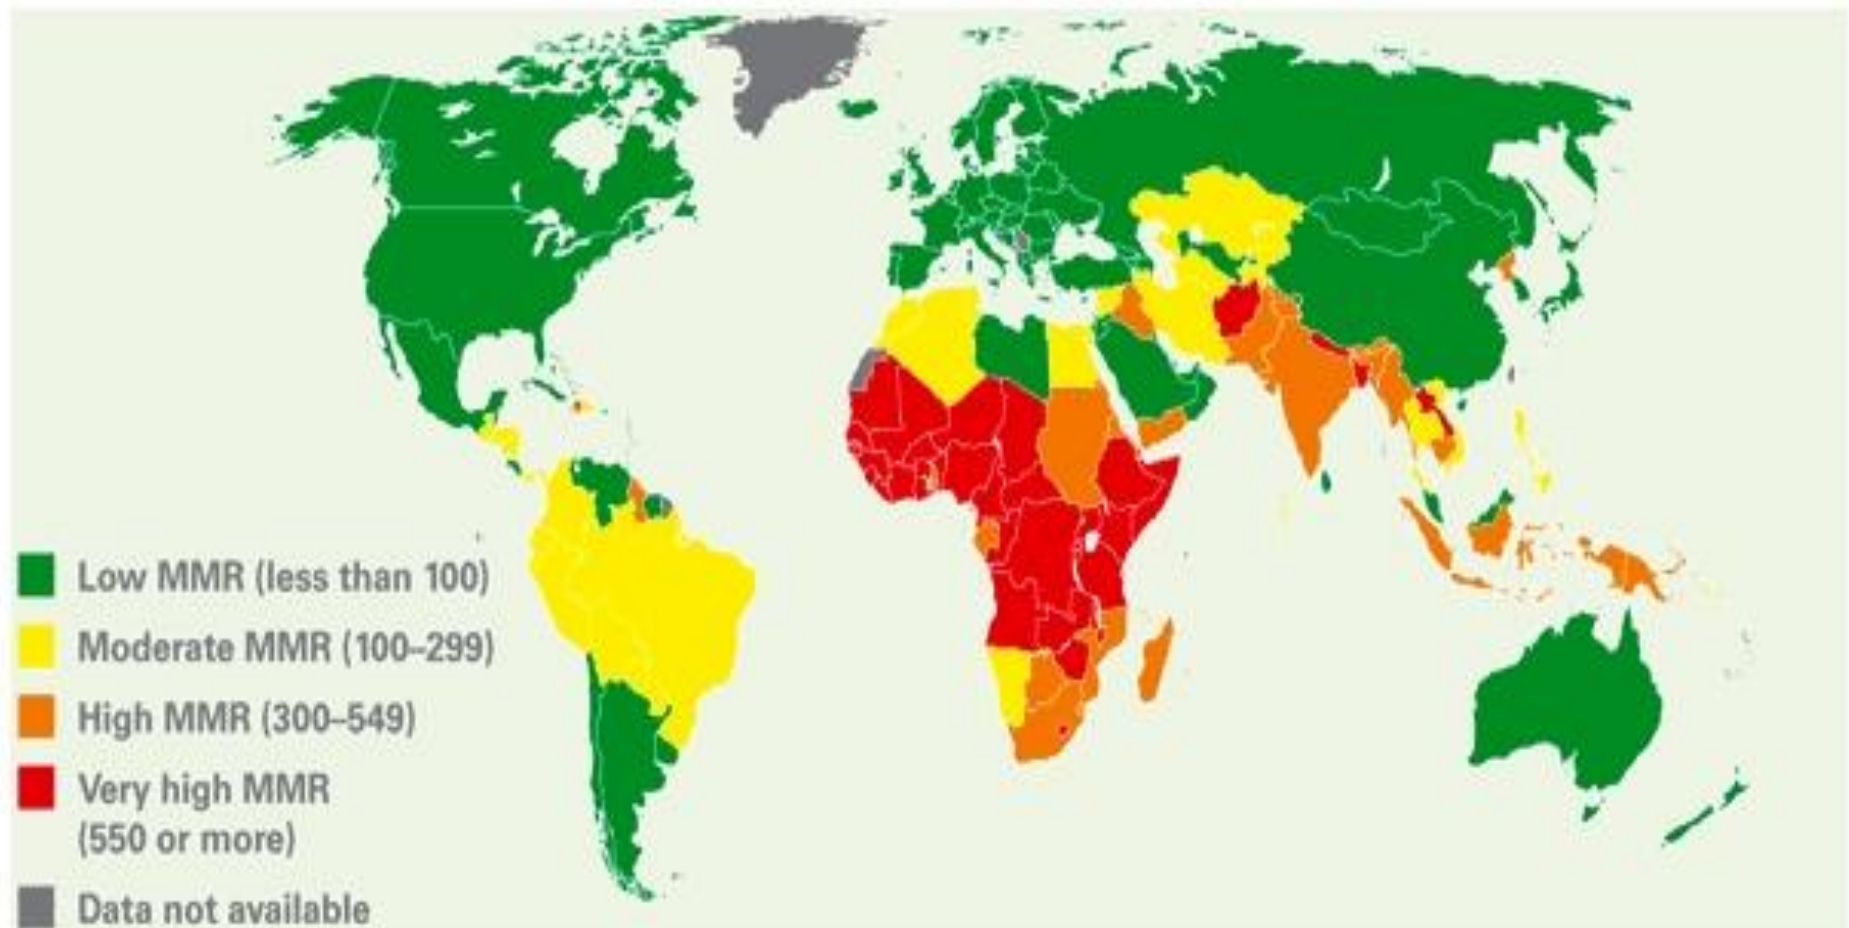 Low MMR (less than 100)
Moderate MMR (100–299)
High MMR (300–549)
Very high MMR
(550 or more)
Data not available